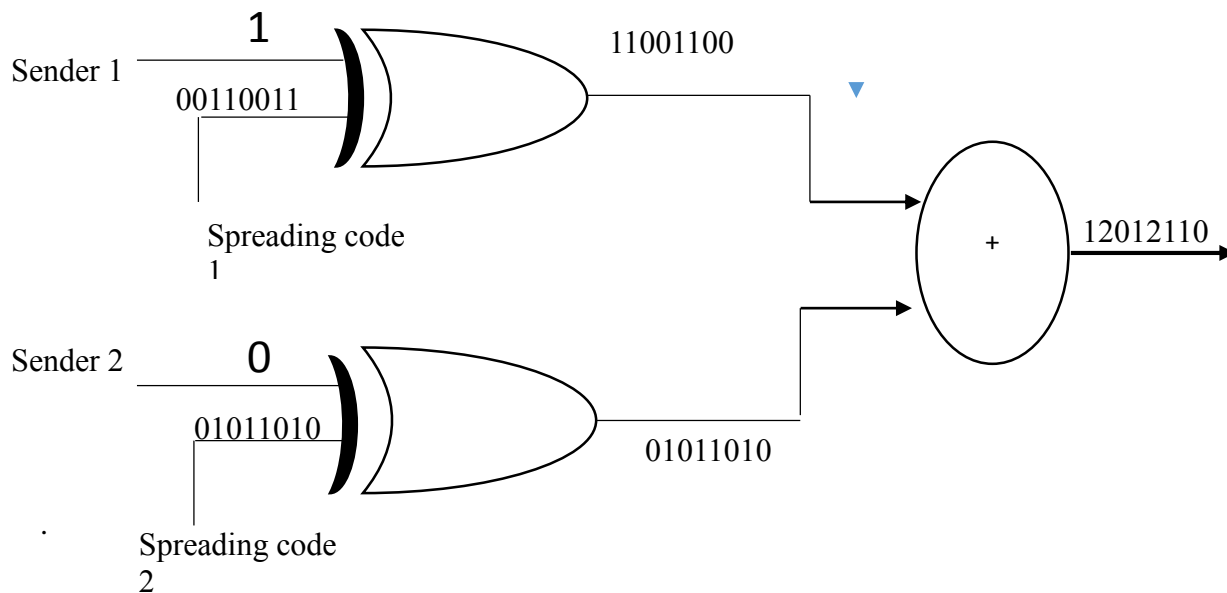 1
11001100
Sender 1
00110011
Spreading code
1
+
12012110
Sender 2
0
01011010
01011010
.
Spreading code
2